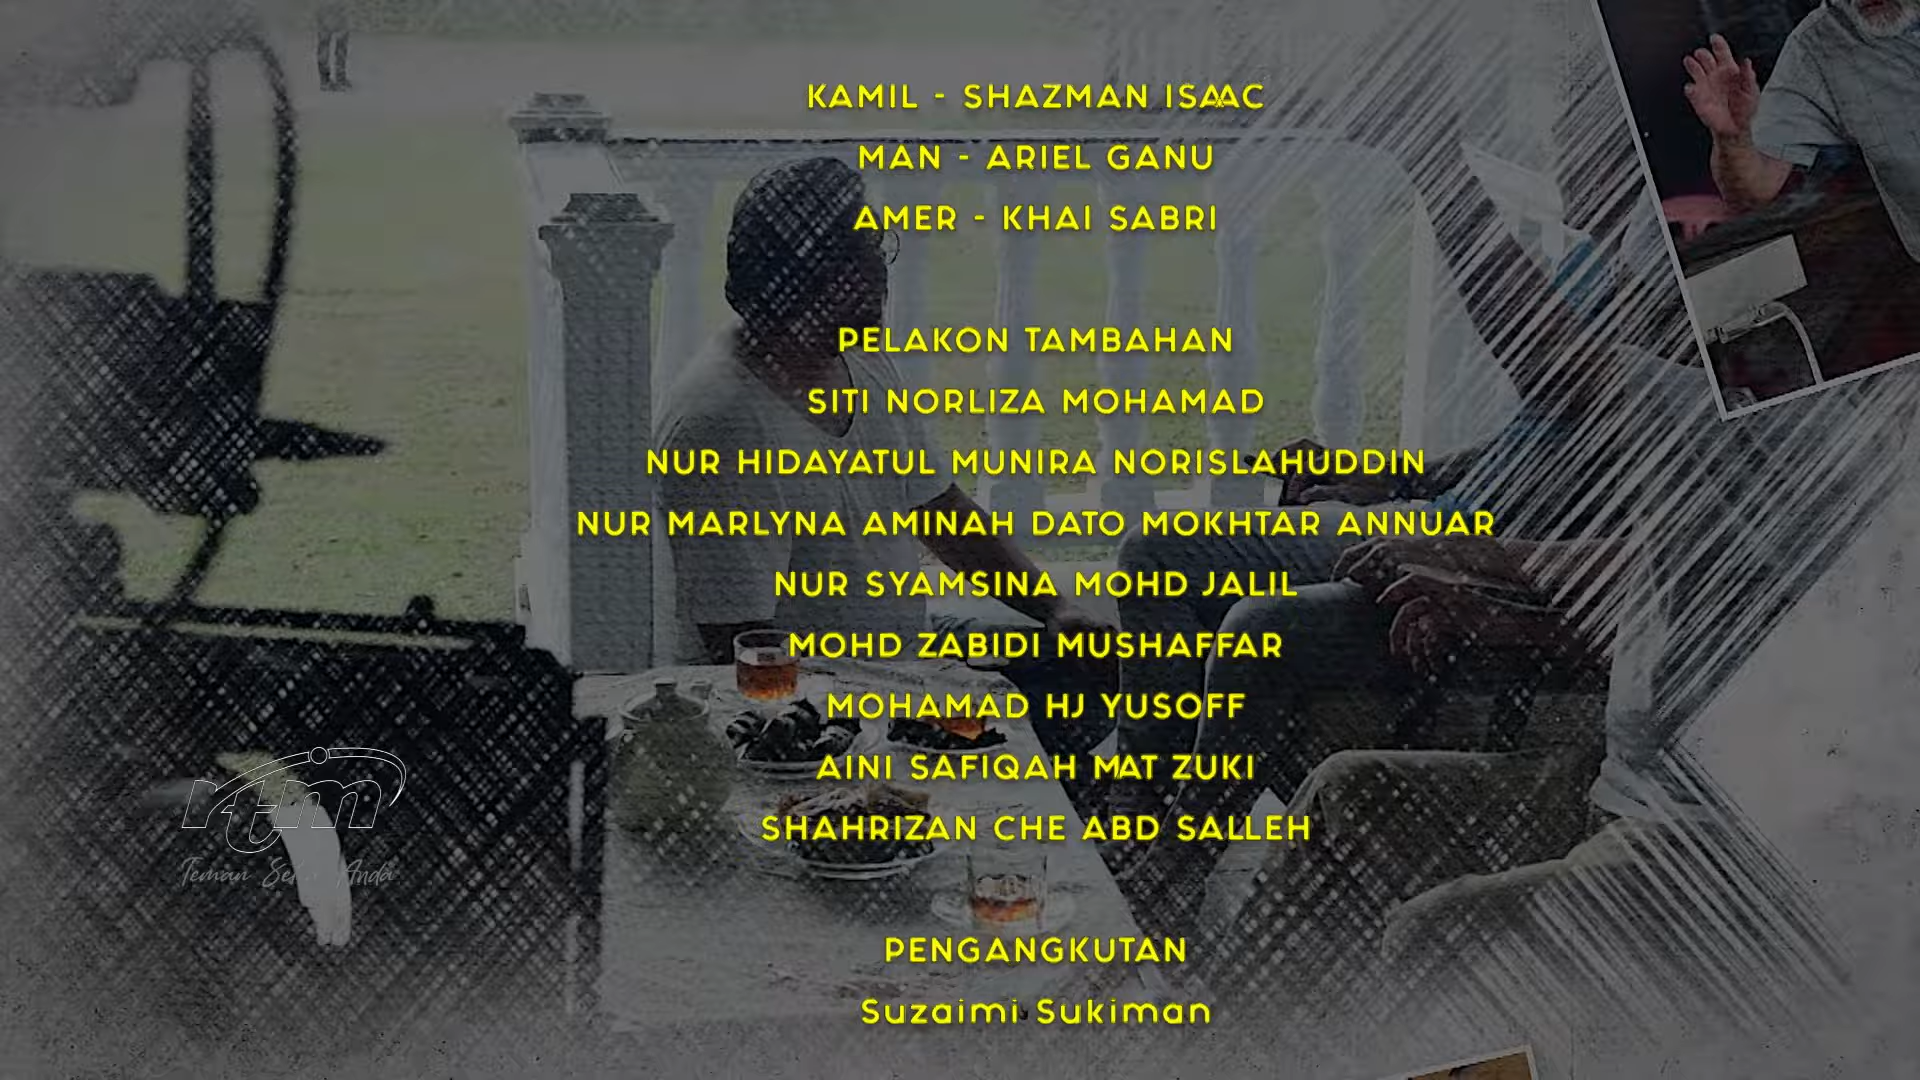 KAMIL - SHAZMAN ISAAC
MAN - ARIEL GANU
AMER - KHAI SABRI
PELAKON TAMBAHAN
SITI NORLIZA MOHAMAD
NUR HIDAYATUL MUNIRA NORISLAHUDDIN
NUR MARLYNA AMINAH DATO MOKHTAR ANNUAR
NUR SYAMSINA MOHD JALIL
MOHD ZABIDI MUSHAFFAR
MOHAMAD HJ YUSOFF
AINI SAFIQAH MAT ZUKI
SHAHRIZAN CHE ABD SALLEH
rtm
Teman Anda
PENGANGKUTAN
Suzaimi Sukiman